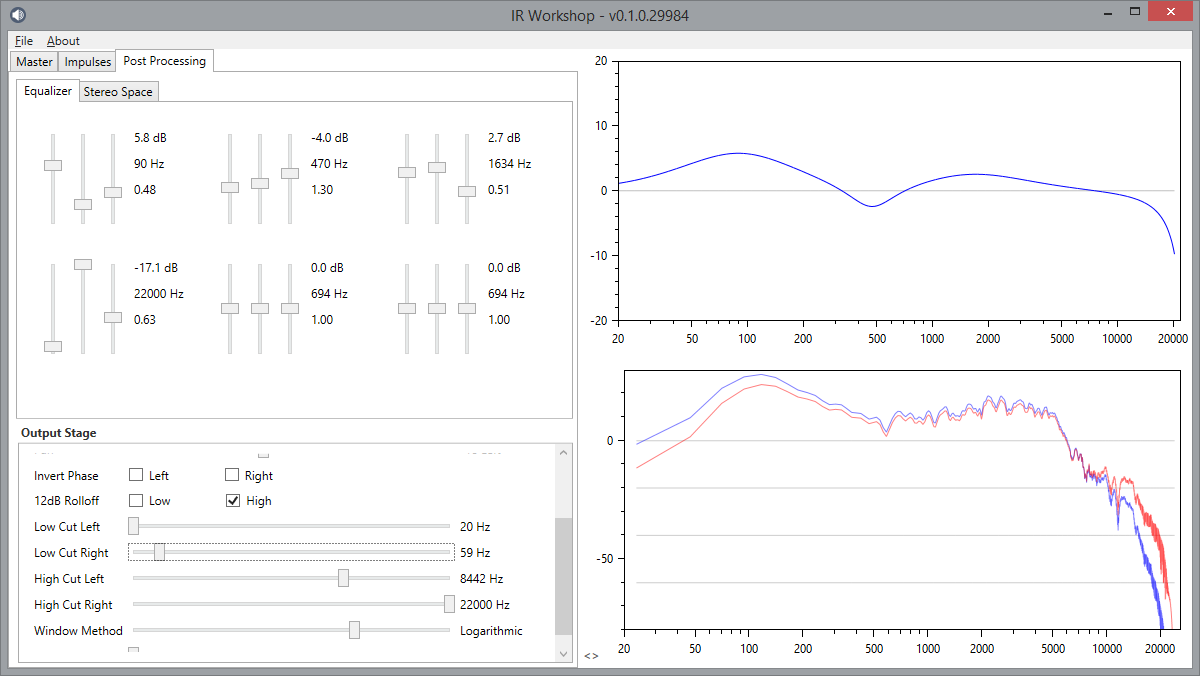 IR Workshop - v0.1.0.29984
File About
Master Impulses Post Processing
Equalizer Stereo Space
5.8 dB -4.0 dB 2.7 dB
90 Hz 470 Hz 1634 Hz
0.48 1.30 0.51
-17.1 dB 0.0 dB 0.0 dB
22000 Hz 694 Hz 694 Hz
0.63 1.00 1.00
Output Stage
Invert Phase Left Right
12dB Rolloff Low High
Low Cut Left 20 Hz
Low Cut Right 59 Hz
High Cut Left 8442 Hz
High Cut Right 22000 Hz
Window Method Logarithmic
20
10
0
-10
-20
20 50 100 200 500 1000 2000 5000 10000 20000
0
-50
20 50 100 200 500 1000 2000 5000 10000 20000
<>